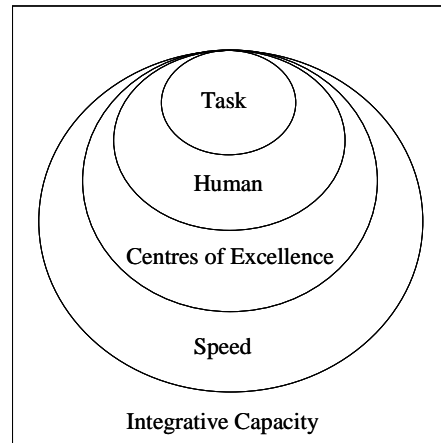 Task
Human
Centres of Excellence
Speed
Integrative Capacity